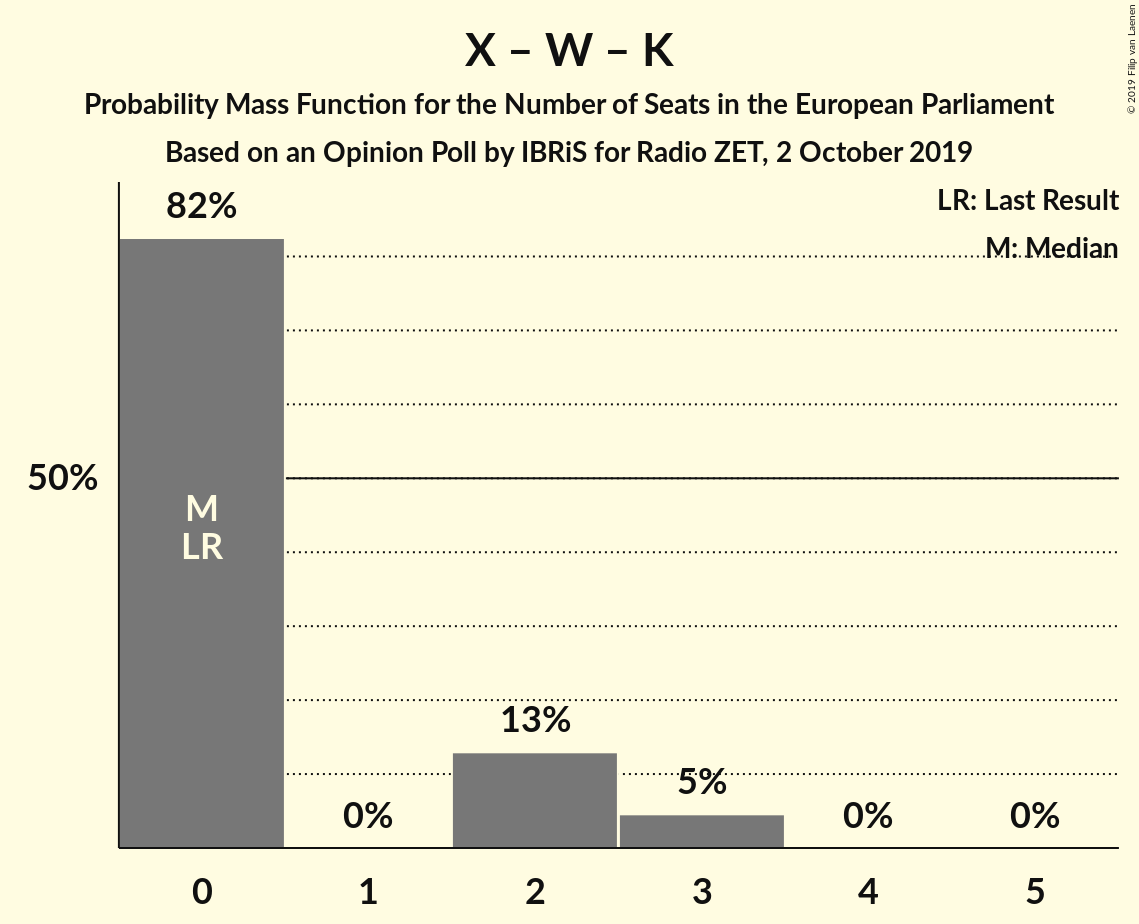 X – W – K
Probability Mass Function for the Number of Seats in the European Parliament
Based on an Opinion Poll by IBRiS for Radio ZET, 2 October 2019
© 2019 Filip van Laenen
LR: Last Result
M: Median
82%
50%
M
LR
0%
13%
5%
0%
0%
0 1 2 3 4 5